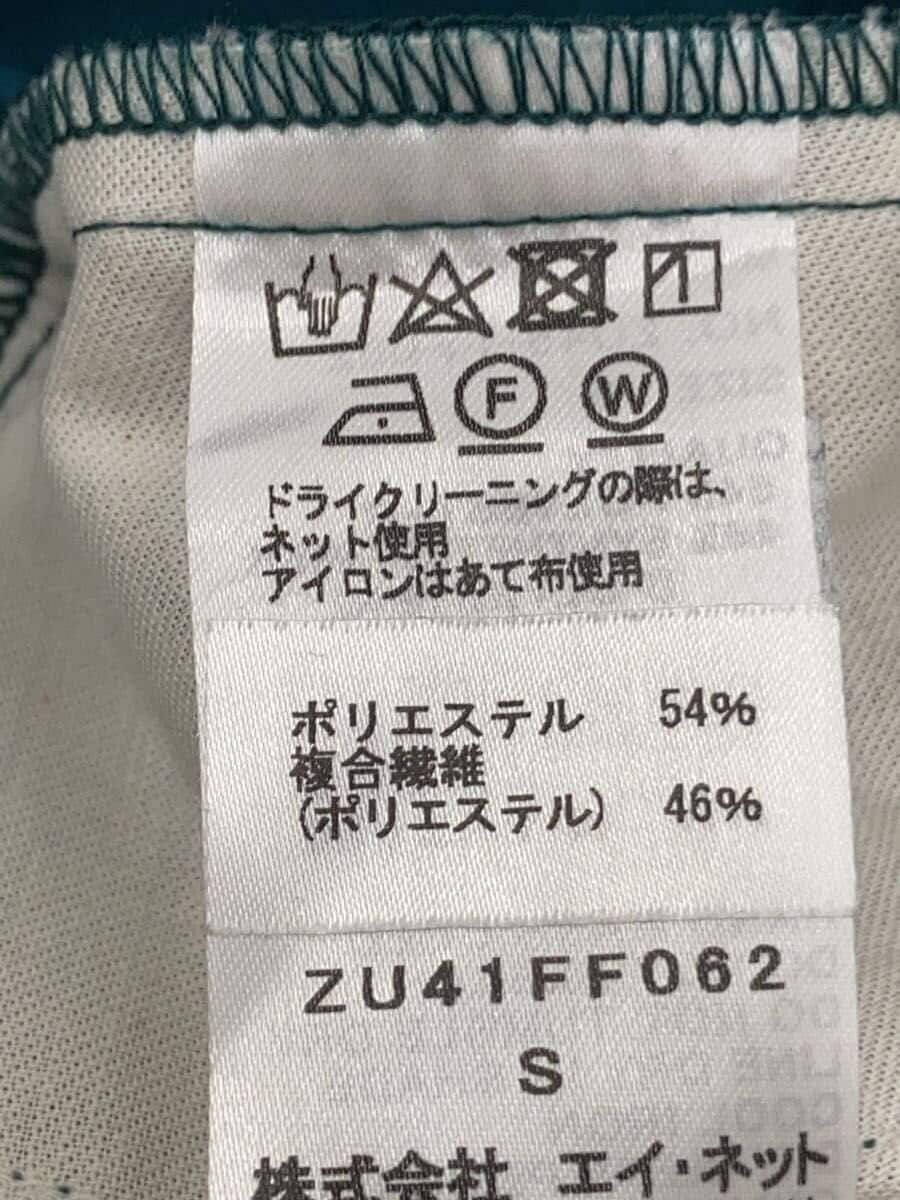 F W
ドライクリーニングの際は、
ネット使用
アイロンはあて布使用
ポリエステル 54%
複合繊維
(ポリエステル) 46%
ZU41FF062
S
株式会社 エイ・ネット